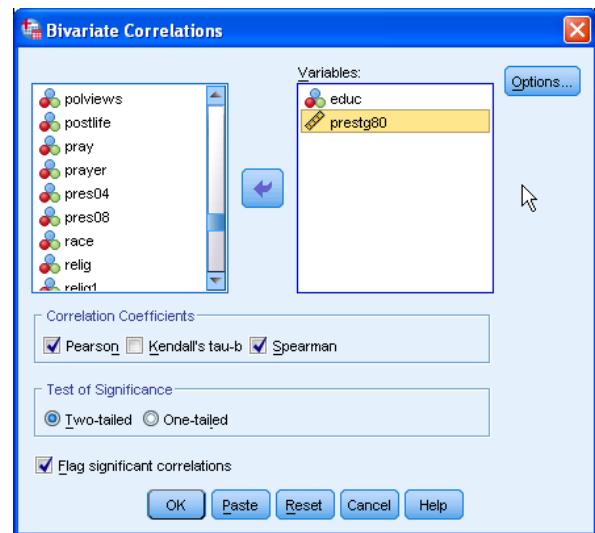 Bivariate Correlations
polviews
postlife
pray
prayer
pres04
pres08
race
relig
relig1
Variables:
educ
prestg80
Options...
Correlation Coefficients
Pearson Kendall's tau-b Spearman
Test of Significance
Two-tailed One-tailed
Flag significant correlations
OK Paste Reset Cancel Help